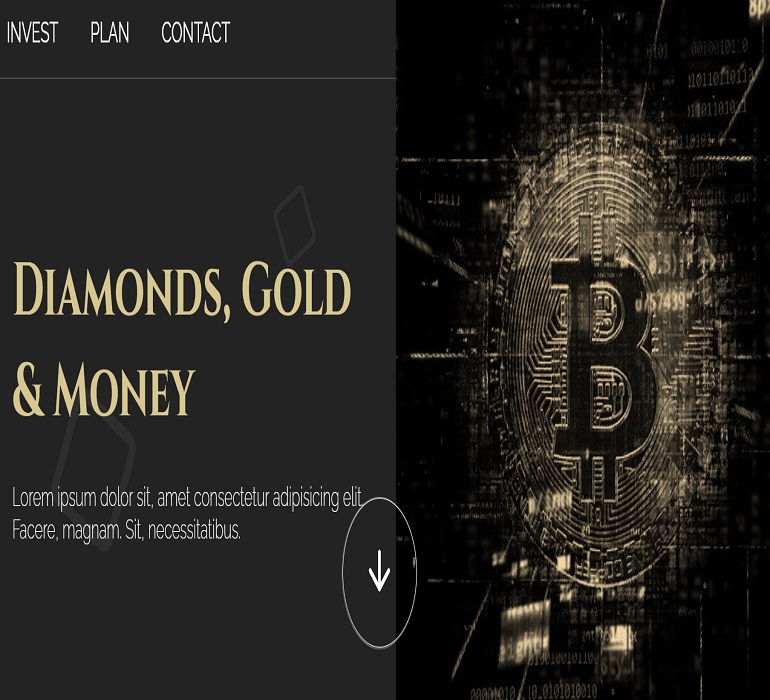 INVEST PLAN CONTACT
DIAMONDS, GOLD
& MONEY
Lorem ipsum dolor sit, amet consectetur adipisicing elit.
Facere, magnam. Sit, necessitatibus.
B